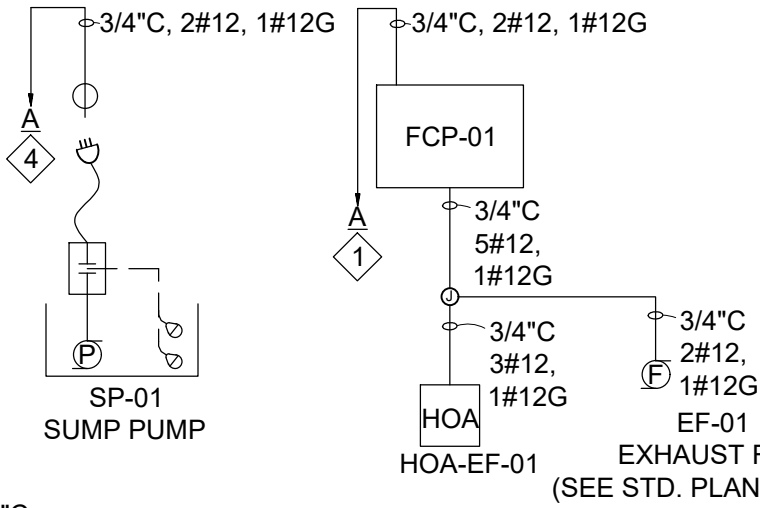 3/4"C, 2#12, 1#12G
A
4
P
SP-01
SUMP PUMP
3/4"C, 2#12, 1#12G
A
1
FCP-01
3/4"C
5#12,
1#12G
J
3/4"C
3#12,
1#12G
HOA
HOA-EF-01
3/4"C
2#12,
1#12G
F
EF-01
EXHAUST
(SEE STD. PLAN
"C